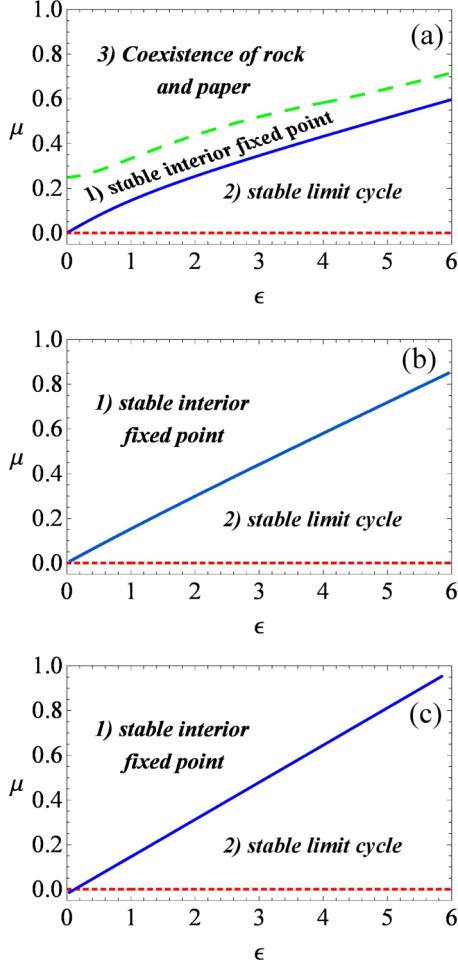 1.0
(a)
3) Coexistence of rock
and paper
0.8
0.6
μ
0.4
1) stable interior fixed point
0.2
2) stable limit cycle
0.0
0 1 2 3 4 5 6
ϵ
1.0
(b)
0.8
1) stable interior
fixed point
0.6
μ
0.4
0.2
2) stable limit cycle
0.0
0 1 2 3 4 5 6
ϵ
1.0
(c)
0.8
1) stable interior
fixed point
0.6
μ
0.4
0.2
2) stable limit cycle
0.0
0 1 2 3 4 5 6
ϵ